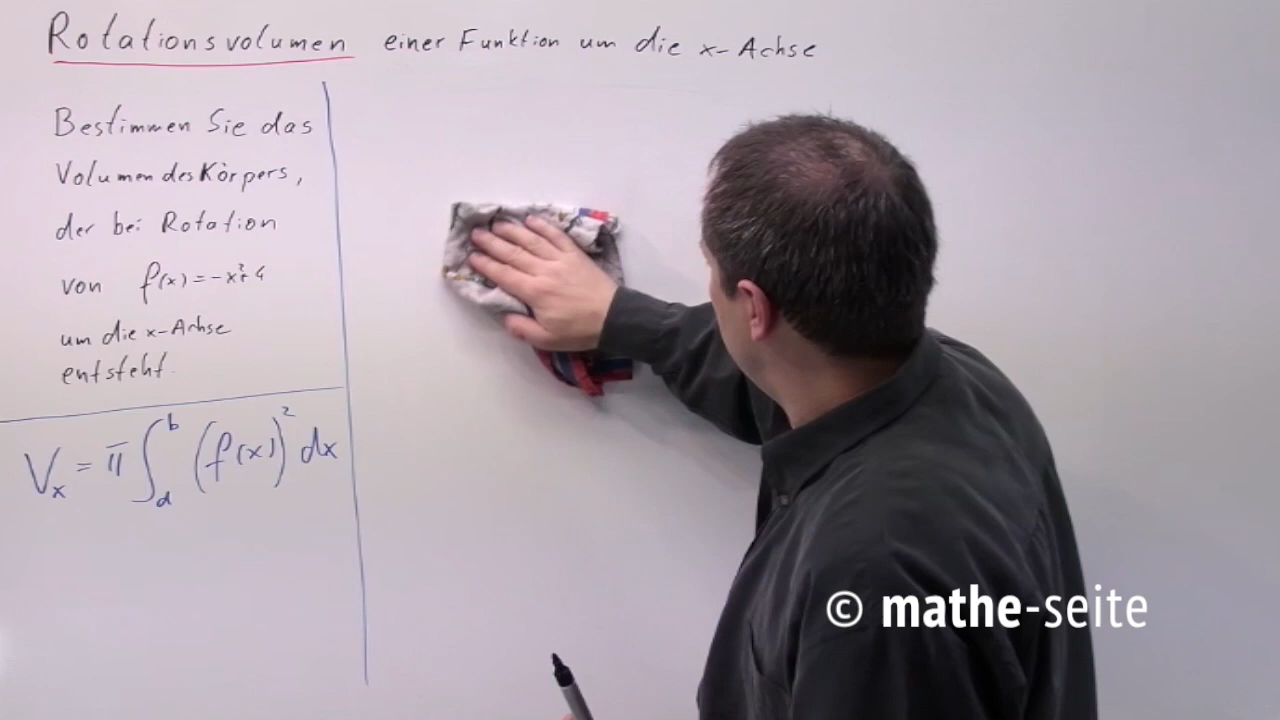 Rotationsvolumen einer Funktion um die x-Achse
Bestimmen Sie das
Volumen des Körpers,
der bei Rotation
von f(x)=-x²+4
um die x-Achse
entsteht.
Vₓ = π∫ₐᵇ (f(x))² dx
© mathe-seite